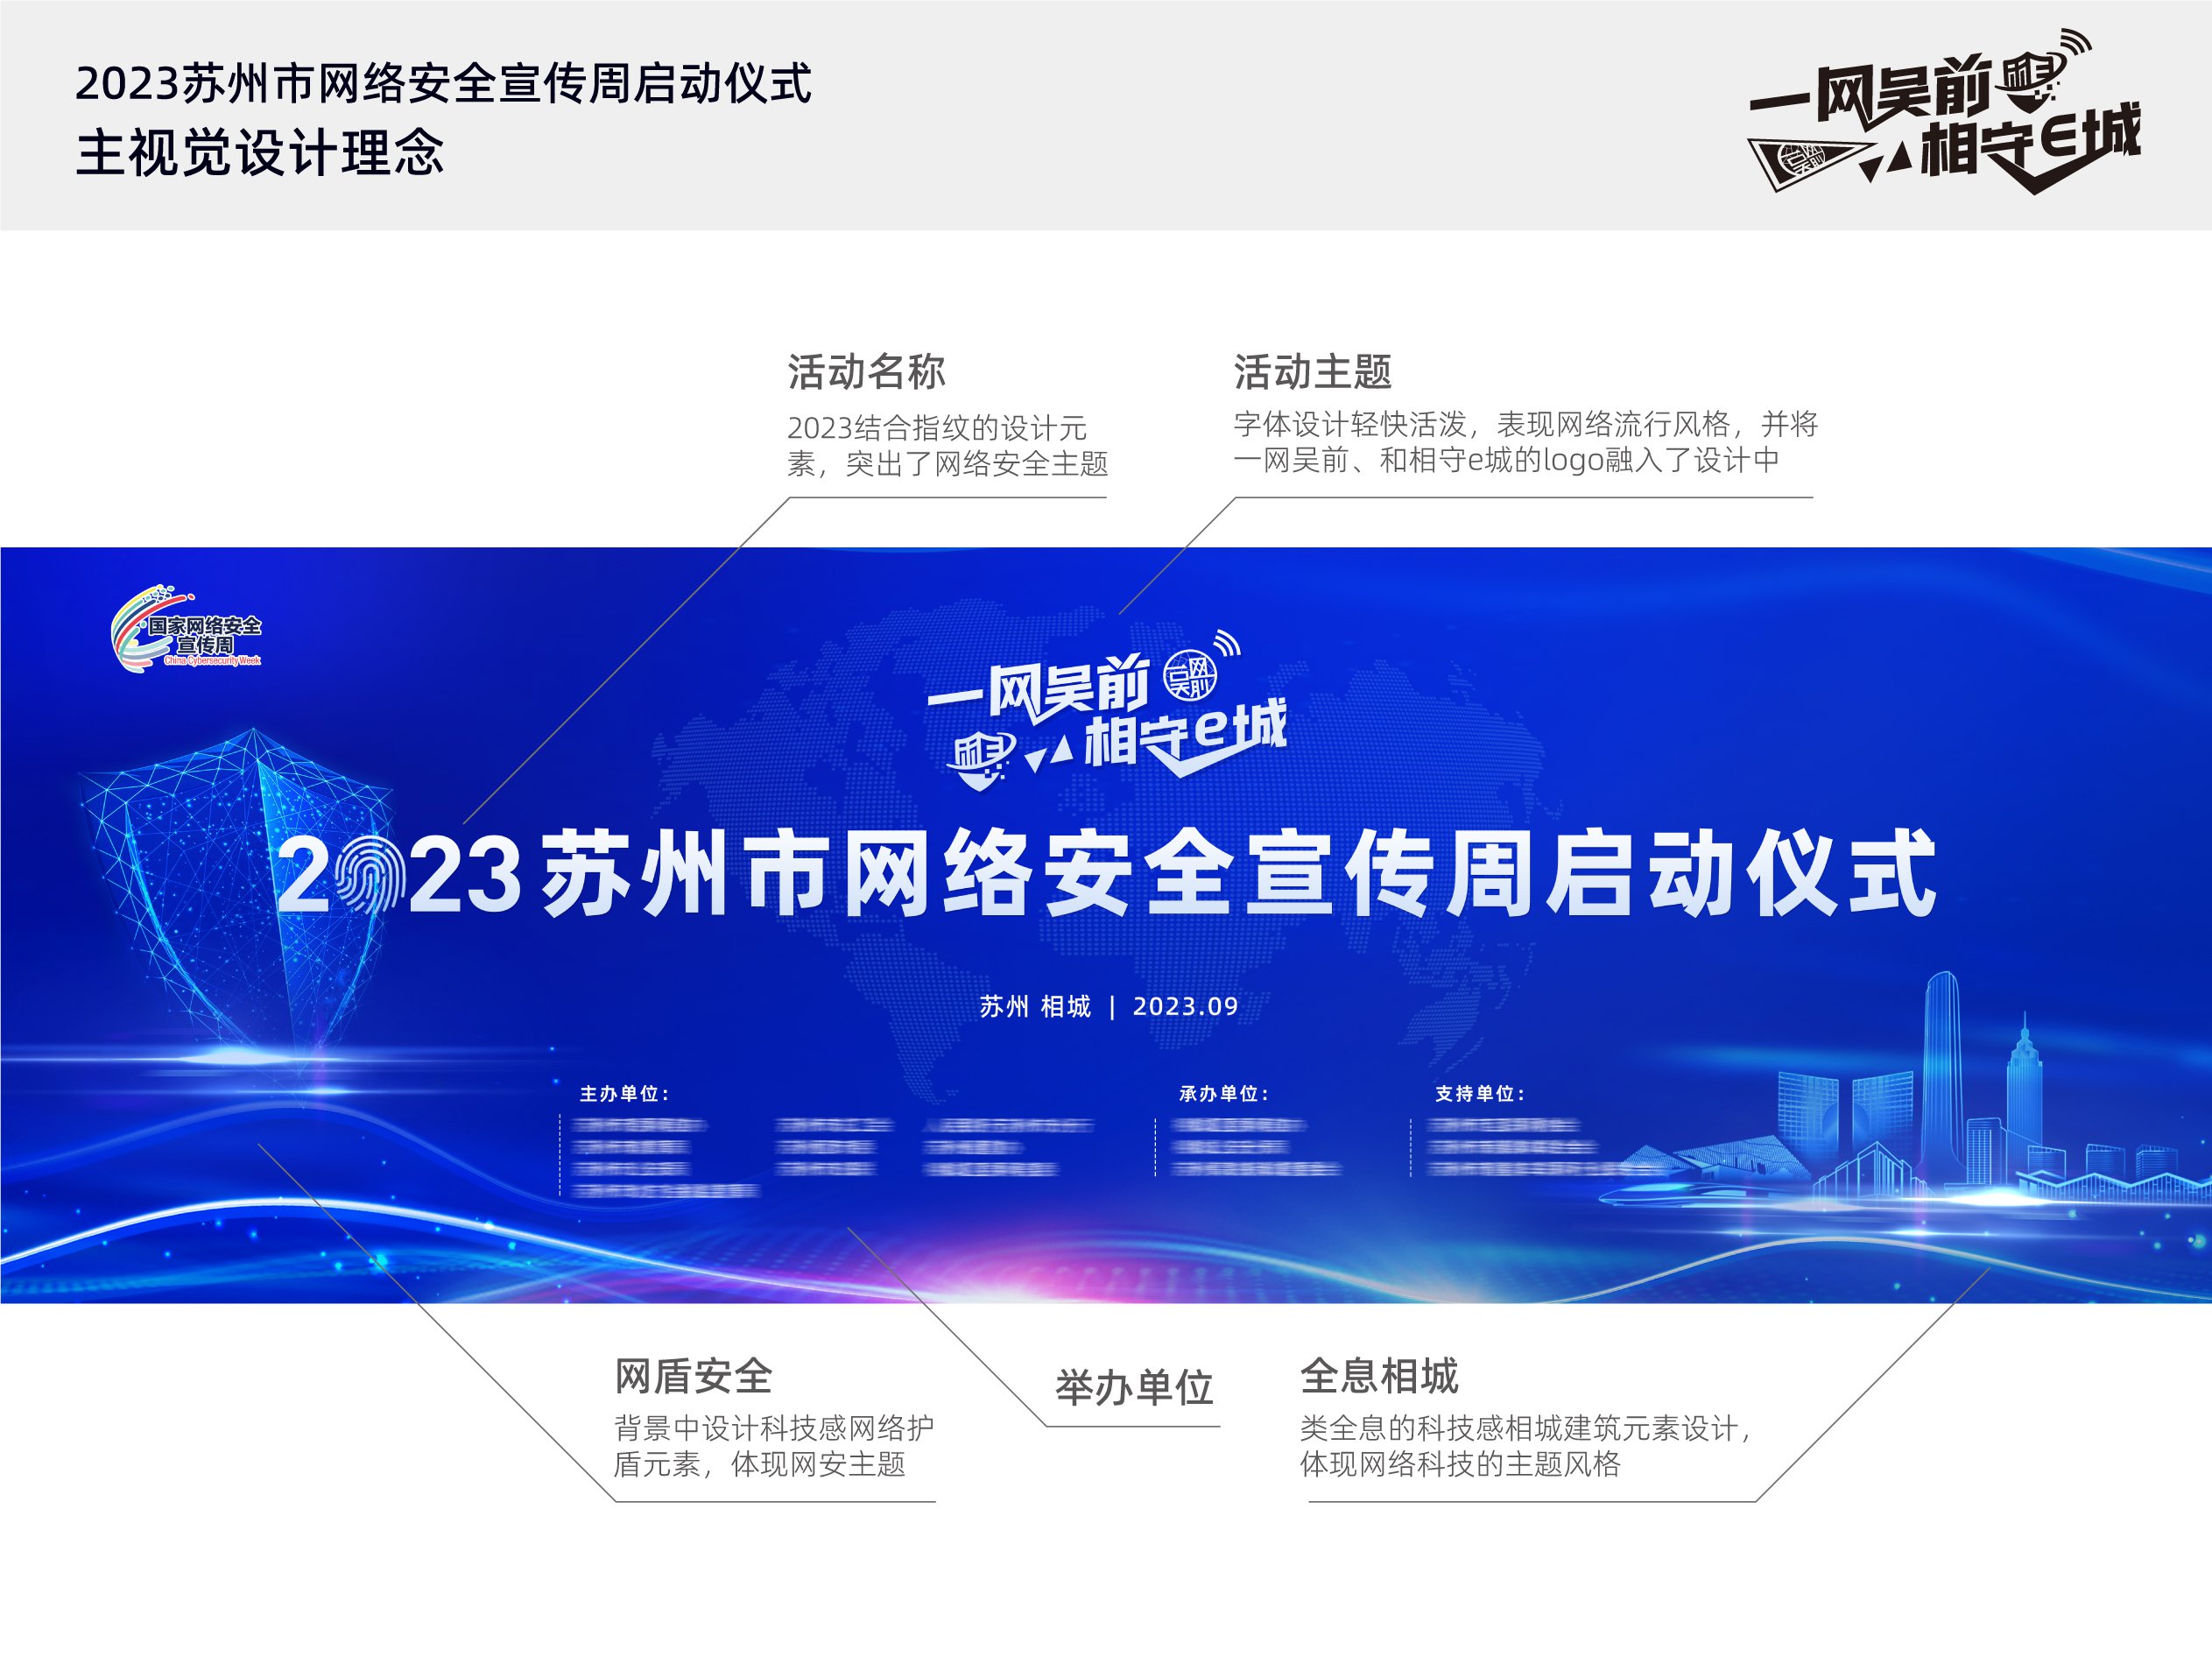 2023苏州市网络安全宣传周启动仪式
主视觉设计理念
一网吴前
相守e城
活动名称
2023结合指纹的设计元
素，突出了网络安全主题
活动主题
字体设计轻快活泼，表现网络流行风格，并将
一网吴前、和相守e城的logo融入了设计中
国家网络安全
宣传周
China Cybersecurity Week
一网吴前
相守e城
2023苏州市网络安全宣传周启动仪式
苏州 相城 | 2023.09
主办单位：
承办单位：
支持单位：
网盾安全
背景中设计科技感网络护
盾元素，体现网安主题
举办单位
全息相城
类全息的科技感相城建筑元素设计，
体现网络科技的主题风格